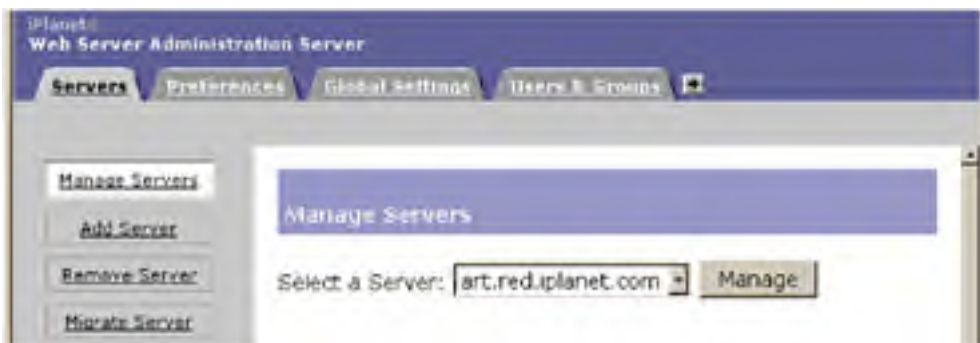 iPlanet
Web Server Administration Server
Servers Preferences Global Settings Users & Groups
Manage Servers
Add Server
Remove Server
Migrate Server
Manage Servers
Select a Server: art.red.iplanet.com Manage